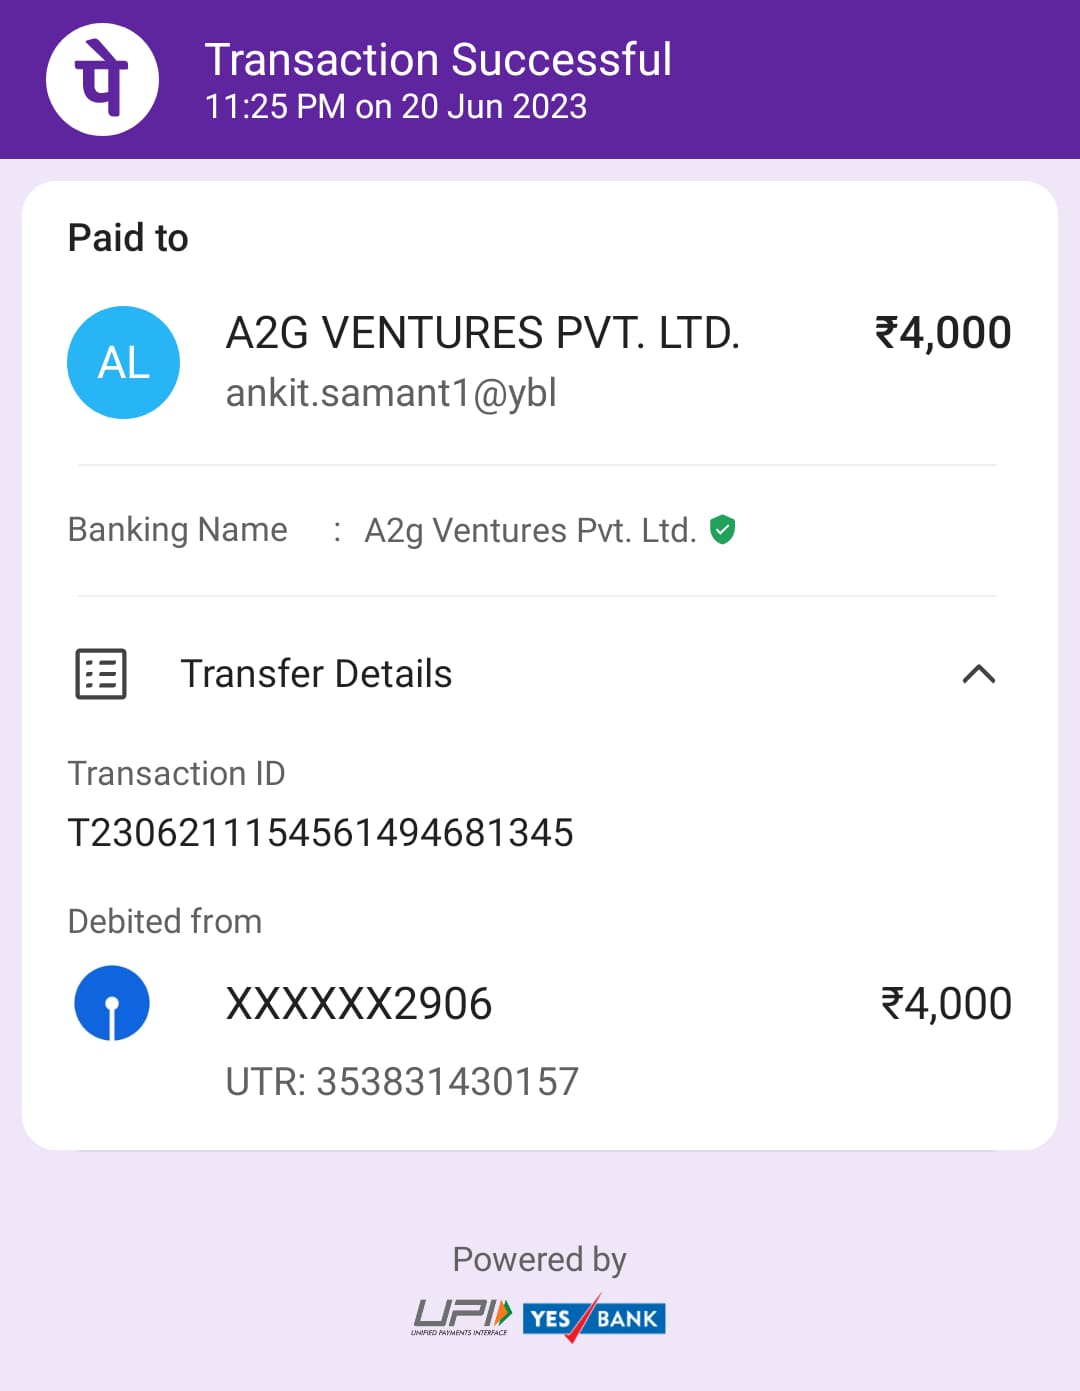 पे
Transaction Successful
11:25 PM on 20 Jun 2023
Paid to
AL
A2G VENTURES PVT. LTD.
₹4,000
ankit.samant1@ybl
Banking Name : A2g Ventures Pvt. Ltd.
Transfer Details
Transaction ID
T2306211154561494681345
Debited from
XXXXXX2906
₹4,000
UTR: 353831430157
Powered by
UPI
UNIFIED PAYMENTS INTERFACE
YES BANK